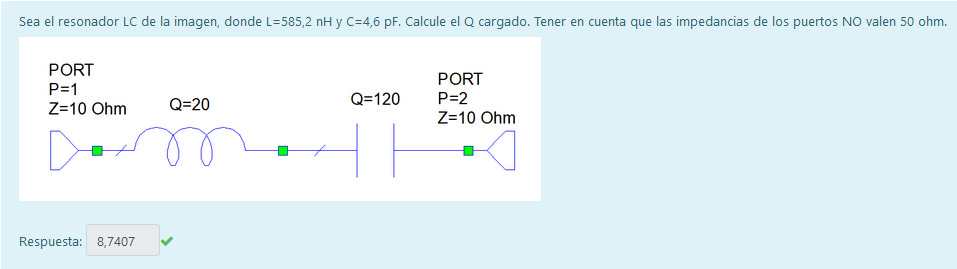 Sea el resonador LC de la imagen, donde L=585,2 nH y C=4,6 pF. Calcule el Q cargado. Tener en cuenta que las impedancias de los puertos NO valen 50 ohm.
PORT
P=1
Z=10 Ohm
Q=20
Q=120
PORT
P=2
Z=10 Ohm
Respuesta: 8,7407